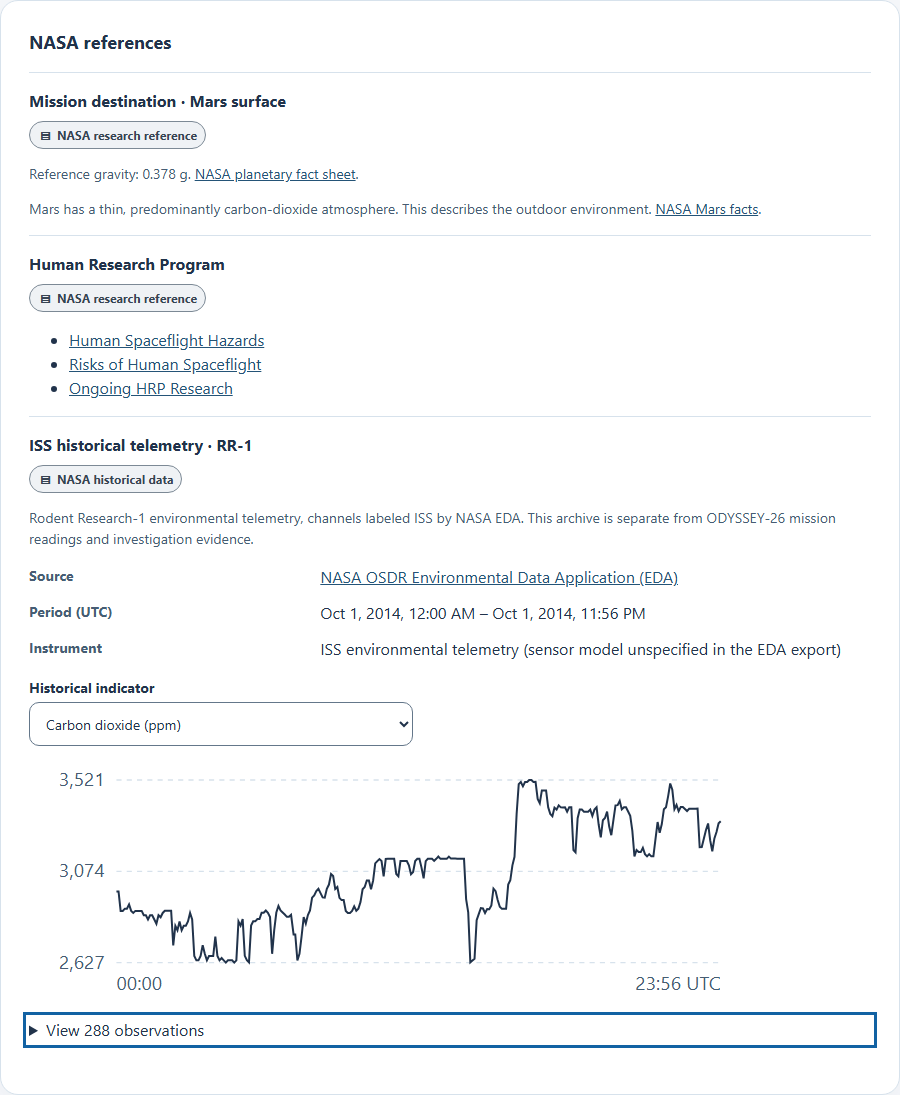 NASA references
Mission destination · Mars surface
NASA research reference
Reference gravity: 0.378 g. NASA planetary fact sheet.
Mars has a thin, predominantly carbon-dioxide atmosphere. This describes the outdoor environment. NASA Mars facts.
Human Research Program
NASA research reference
Human Spaceflight Hazards
Risks of Human Spaceflight
Ongoing HRP Research
ISS historical telemetry · RR-1
NASA historical data
Rodent Research-1 environmental telemetry, channels labeled ISS by NASA EDA. This archive is separate from ODYSSEY-26 mission
readings and investigation evidence.
Source NASA OSDR Environmental Data Application (EDA)
Period (UTC) Oct 1, 2014, 12:00 AM – Oct 1, 2014, 11:56 PM
Instrument ISS environmental telemetry (sensor model unspecified in the EDA export)
Historical indicator
Carbon dioxide (ppm)
3,521
3,074
2,627
00:00 23:56 UTC
View 288 observations